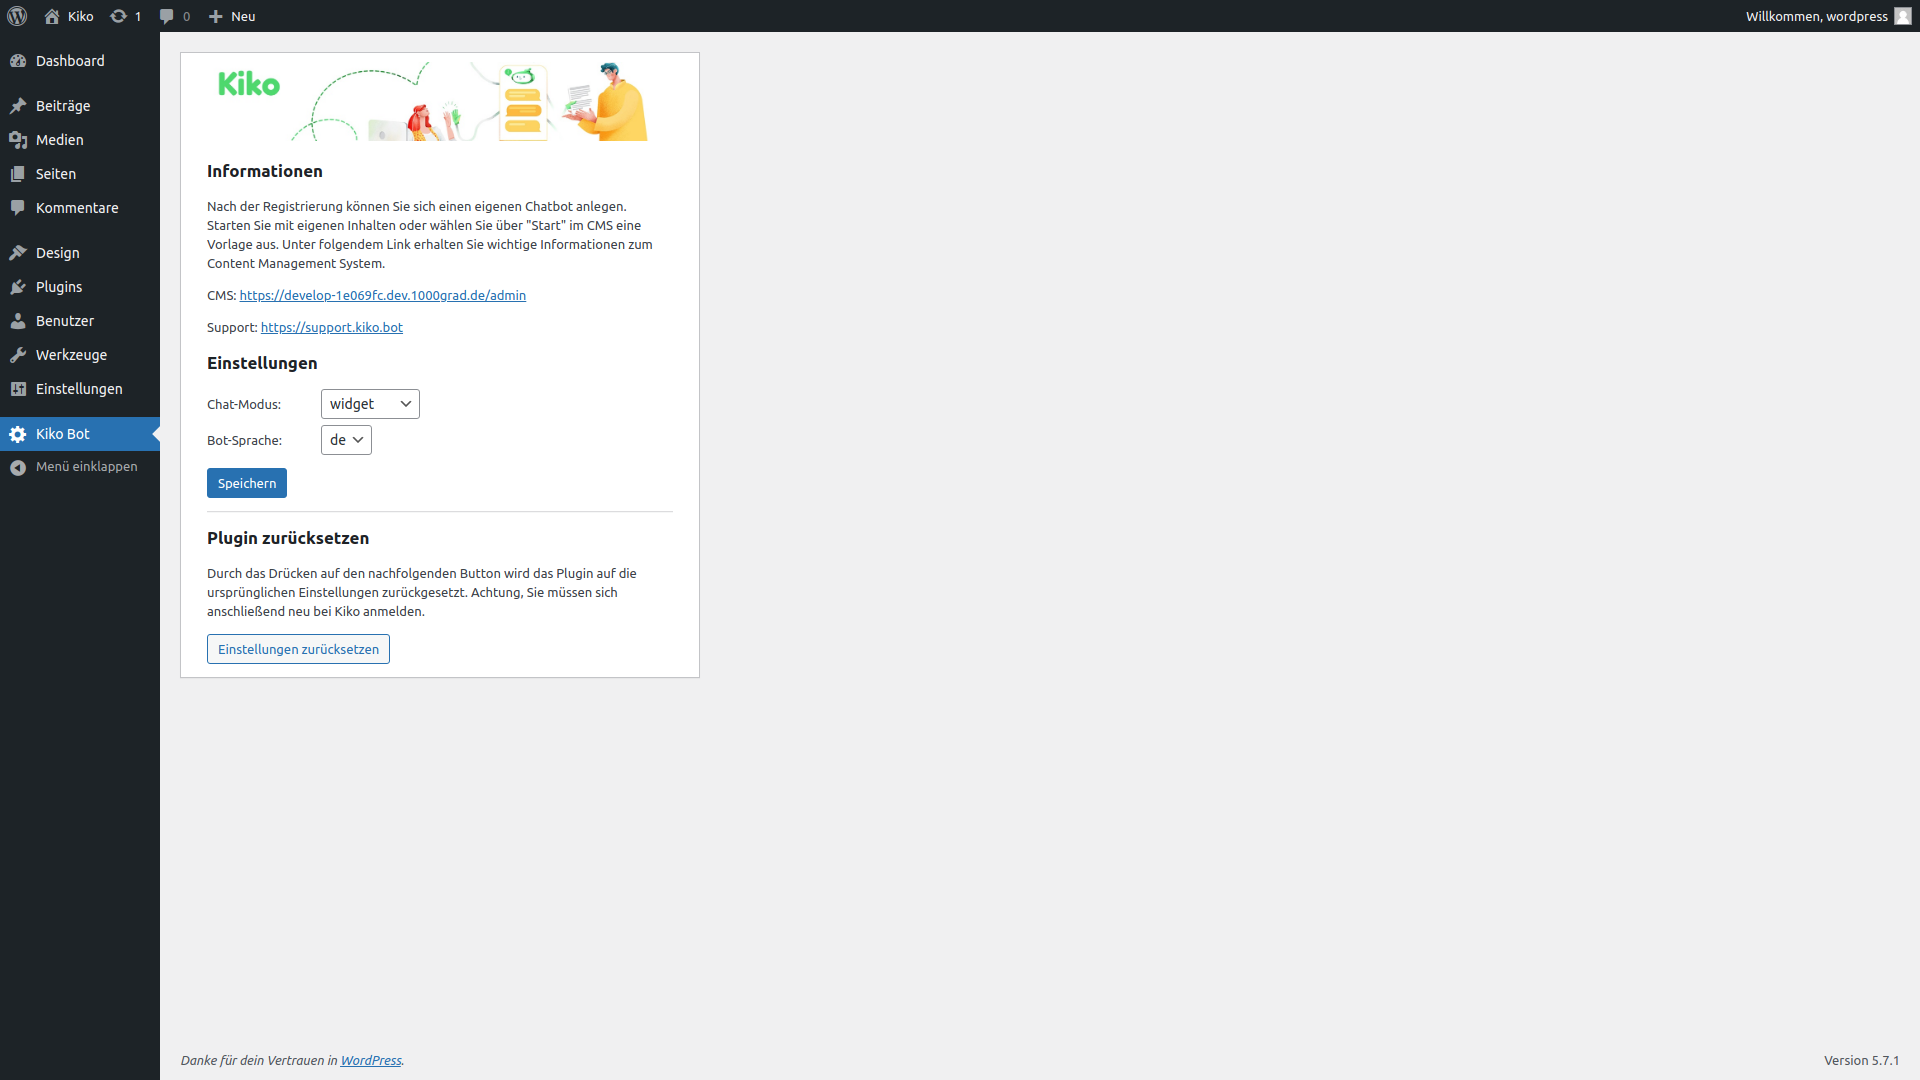 Kiko
1
0
Neu
Willkommen, wordpress
Dashboard
Beiträge
Medien
Seiten
Kommentare
Design
Plugins
Benutzer
Werkzeuge
Einstellungen
Kiko Bot
Menü einklappen
Kiko
Informationen
Nach der Registrierung können Sie sich einen eigenen Chatbot anlegen.
Starten Sie mit eigenen Inhalten oder wählen Sie über "Start" im CMS eine
Vorlage aus. Unter folgendem Link erhalten Sie wichtige Informationen zum
Content Management System.
CMS: https://develop-1e069fc.dev.1000grad.de/admin
Support: https://support.kiko.bot
Einstellungen
Chat-Modus: widget
Bot-Sprache: de
Speichern
Plugin zurücksetzen
Durch das Drücken auf den nachfolgenden Button wird das Plugin auf die
ursprünglichen Einstellungen zurückgesetzt. Achtung, Sie müssen sich
anschließend neu bei Kiko anmelden.
Einstellungen zurücksetzen
Danke für dein Vertrauen in WordPress.
Version 5.7.1